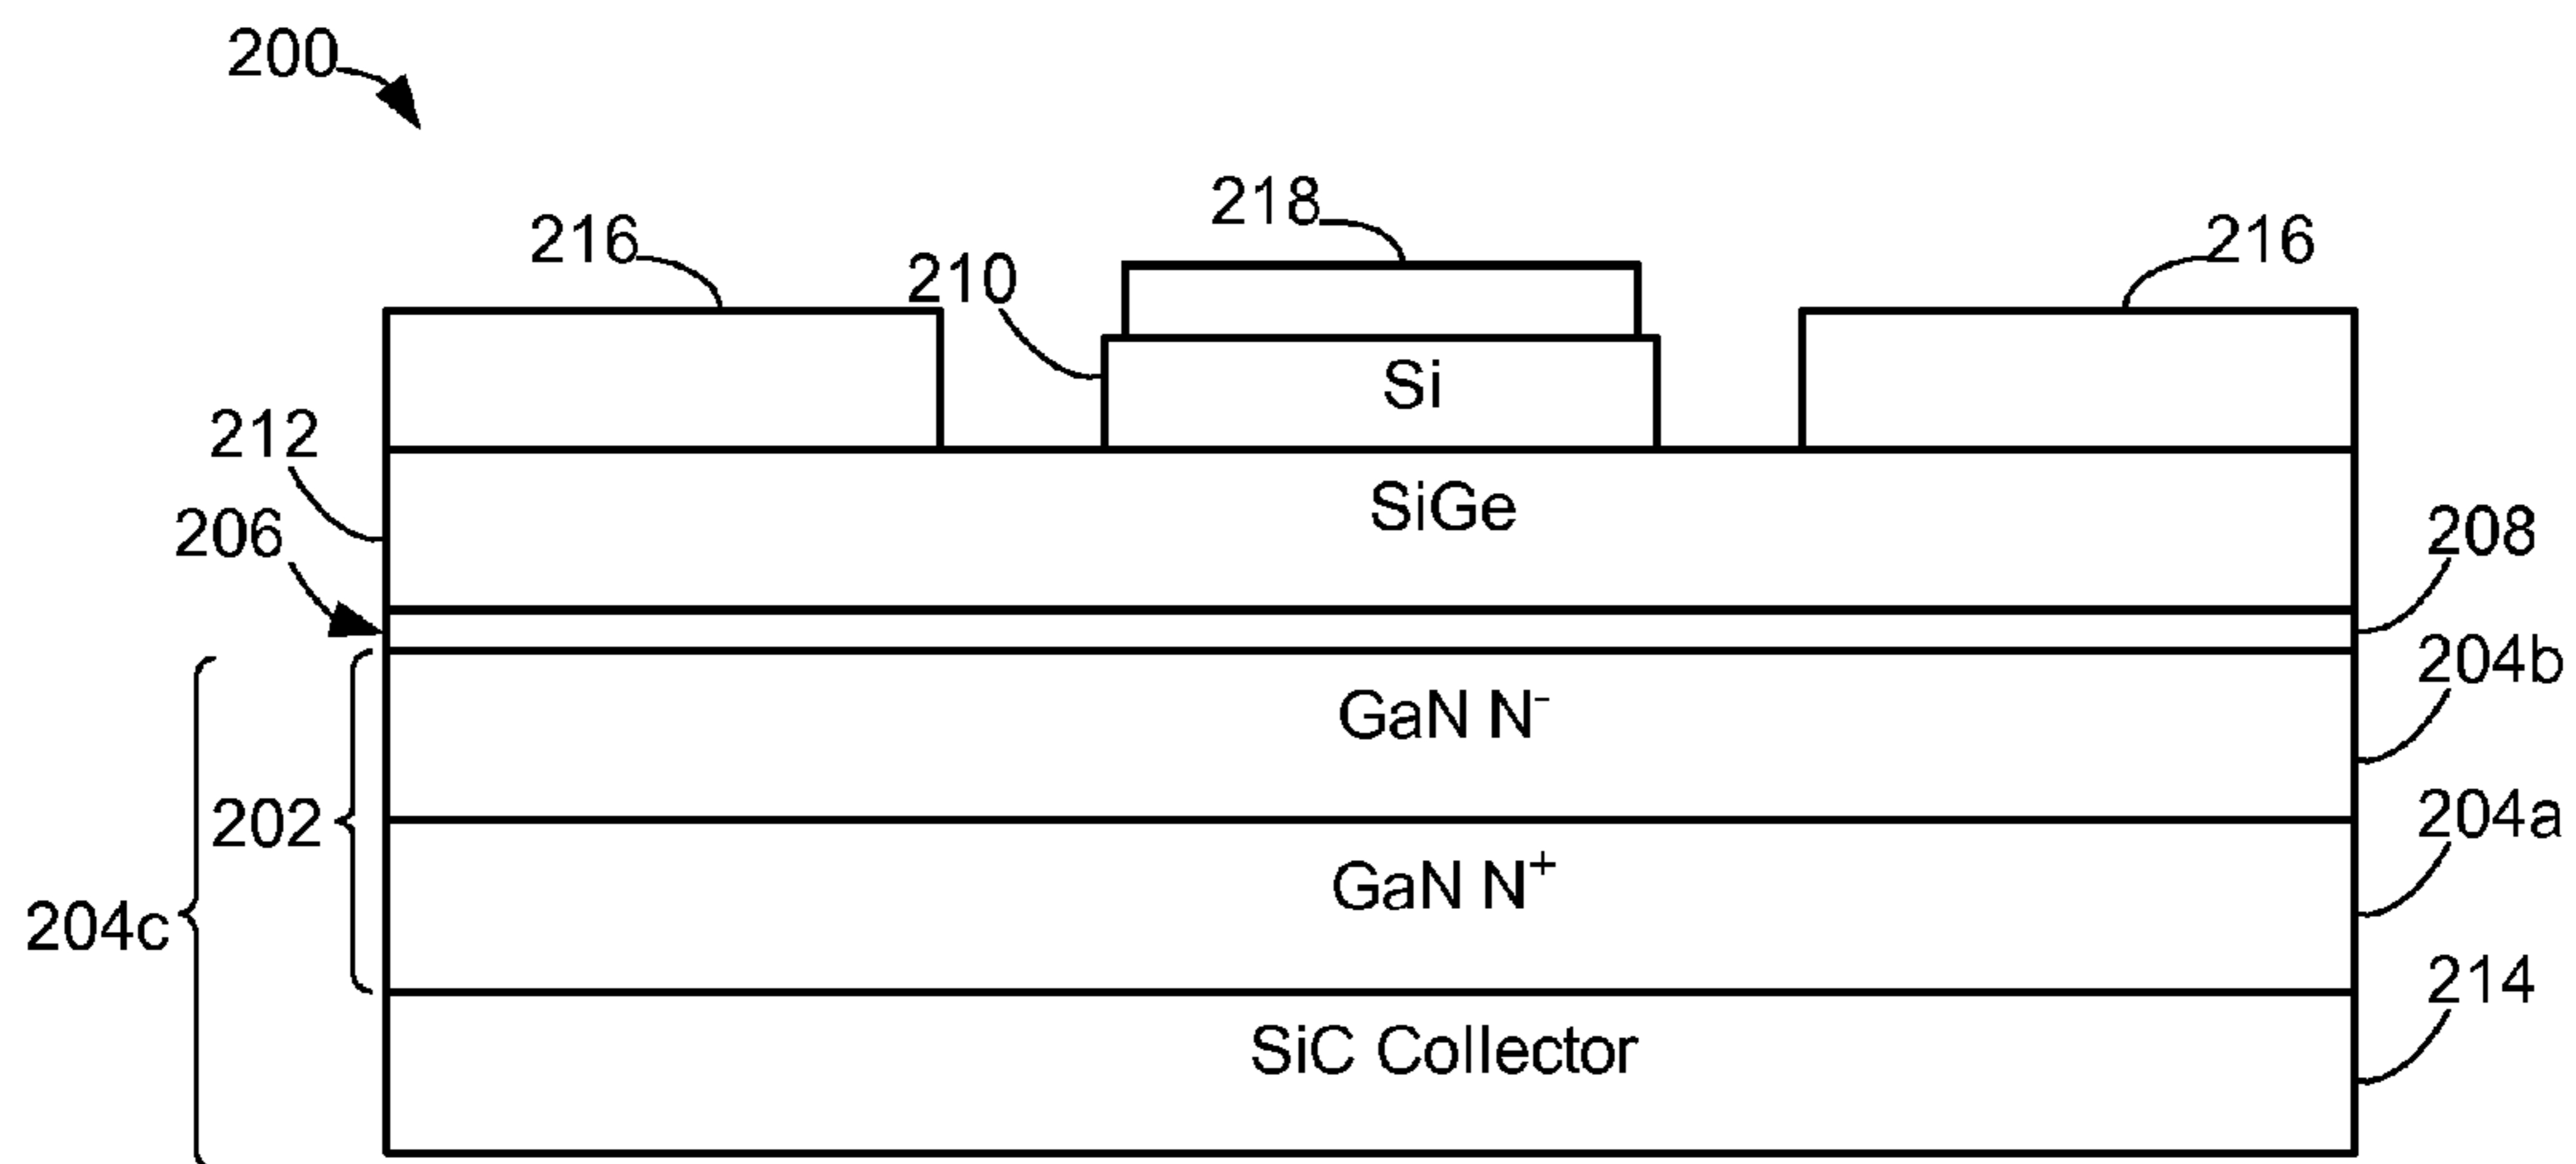 200
218
216
216
210
Si
212
SiGe
206
208
204b
GaN N⁻
202
204a
GaN N⁺
204c
214
SiC Collector